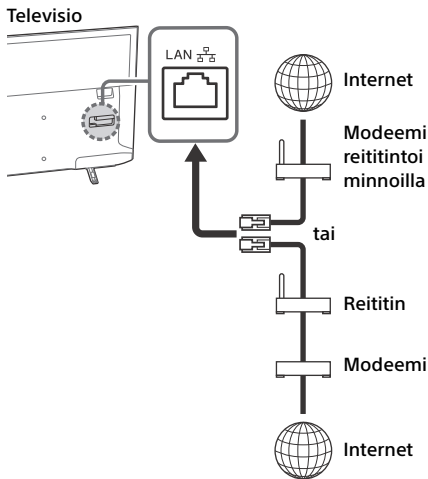 Televisio
LAN
Internet
Modeemi
reititintoi
minnoilla
tai
Reititin
Modeemi
Internet